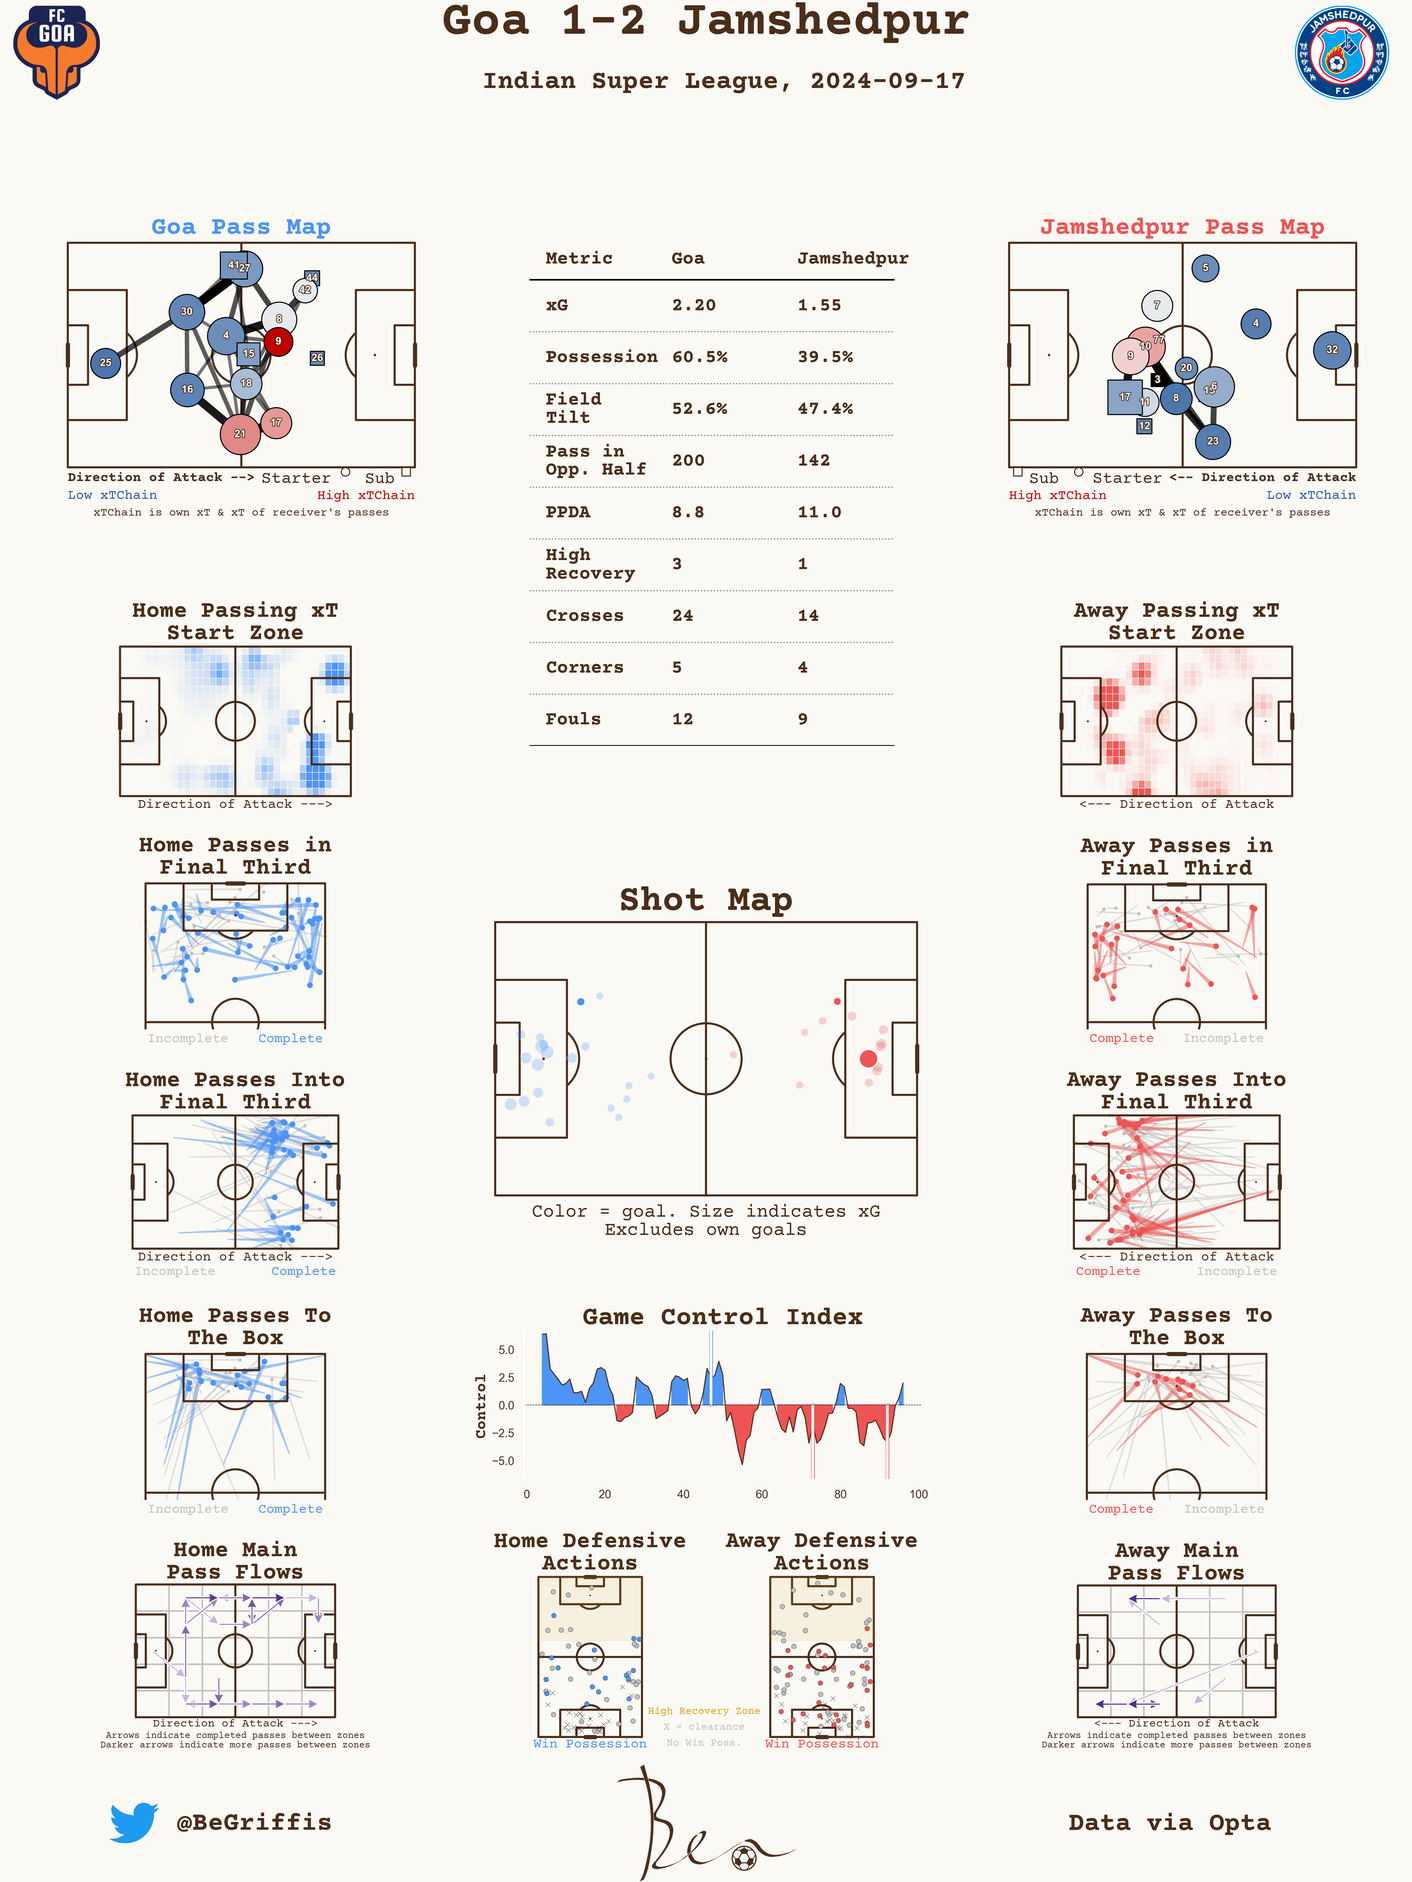 Goa 1-2 Jamshedpur
Indian Super League, 2024-09-17
FC
GOA
JAMSHEDPUR
FC
Goa Pass Map
41 27
44
42
30
8
4
9
15
26
25
18
16
17
21
Direction of Attack --> Starter Sub
Low xTChain High xTChain
xTChain is own xT & xT of receiver's passes
Metric Goa Jamshedpur
xG 2.20 1.55
Possession 60.5% 39.5%
Field
Tilt 52.6% 47.4%
Pass in
Opp. Half 200 142
PPDA 8.8 11.0
High
Recovery 3 1
Crosses 24 14
Corners 5 4
Fouls 12 9
Jamshedpur Pass Map
5
7
4
10 77
9
32
20
3
6
17
11
8
12
23
Sub Starter <-- Direction of Attack
High xTChain Low xTChain
xTChain is own xT & xT of receiver's passes
Home Passing xT
Start Zone
Direction of Attack --->
Away Passing xT
Start Zone
<--- Direction of Attack
Home Passes in
Final Third
Incomplete Complete
Away Passes in
Final Third
Complete Incomplete
Shot Map
Color = goal. Size indicates xG
Excludes own goals
Home Passes Into
Final Third
Direction of Attack --->
Incomplete Complete
Away Passes Into
Final Third
<--- Direction of Attack
Complete Incomplete
Home Passes To
The Box
Incomplete Complete
Game Control Index
Control
5.0
2.5
0.0
−2.5
−5.0
0 20 40 60 80 100
Away Passes To
The Box
Complete Incomplete
Home Main
Pass Flows
Direction of Attack --->
Arrows indicate completed passes between zones
Darker arrows indicate more passes between zones
Home Defensive
Actions
Win Possession
Away Defensive
Actions
Win Possession
High Recovery Zone
X = clearance
No Win Poss.
Away Main
Pass Flows
<--- Direction of Attack
Arrows indicate completed passes between zones
Darker arrows indicate more passes between zones
@BeGriffis
Ben
Data via Opta